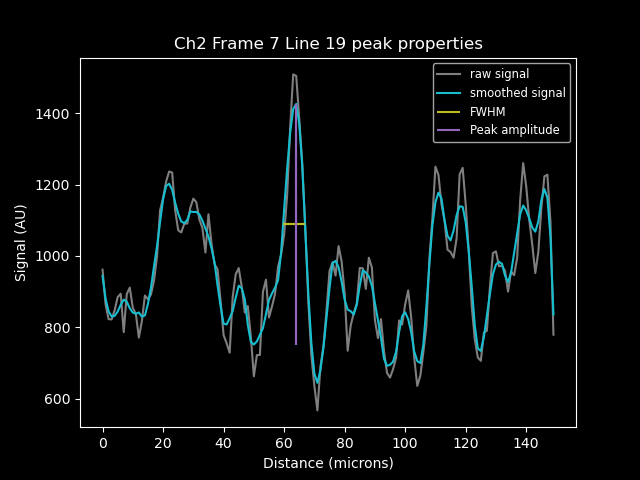 Ch2 Frame 7 Line 19 peak properties
raw signal
smoothed signal
FWHM
Peak amplitude
Signal (AU)
1400
1200
1000
800
600
0 20 40 60 80 100 120 140
Distance (microns)